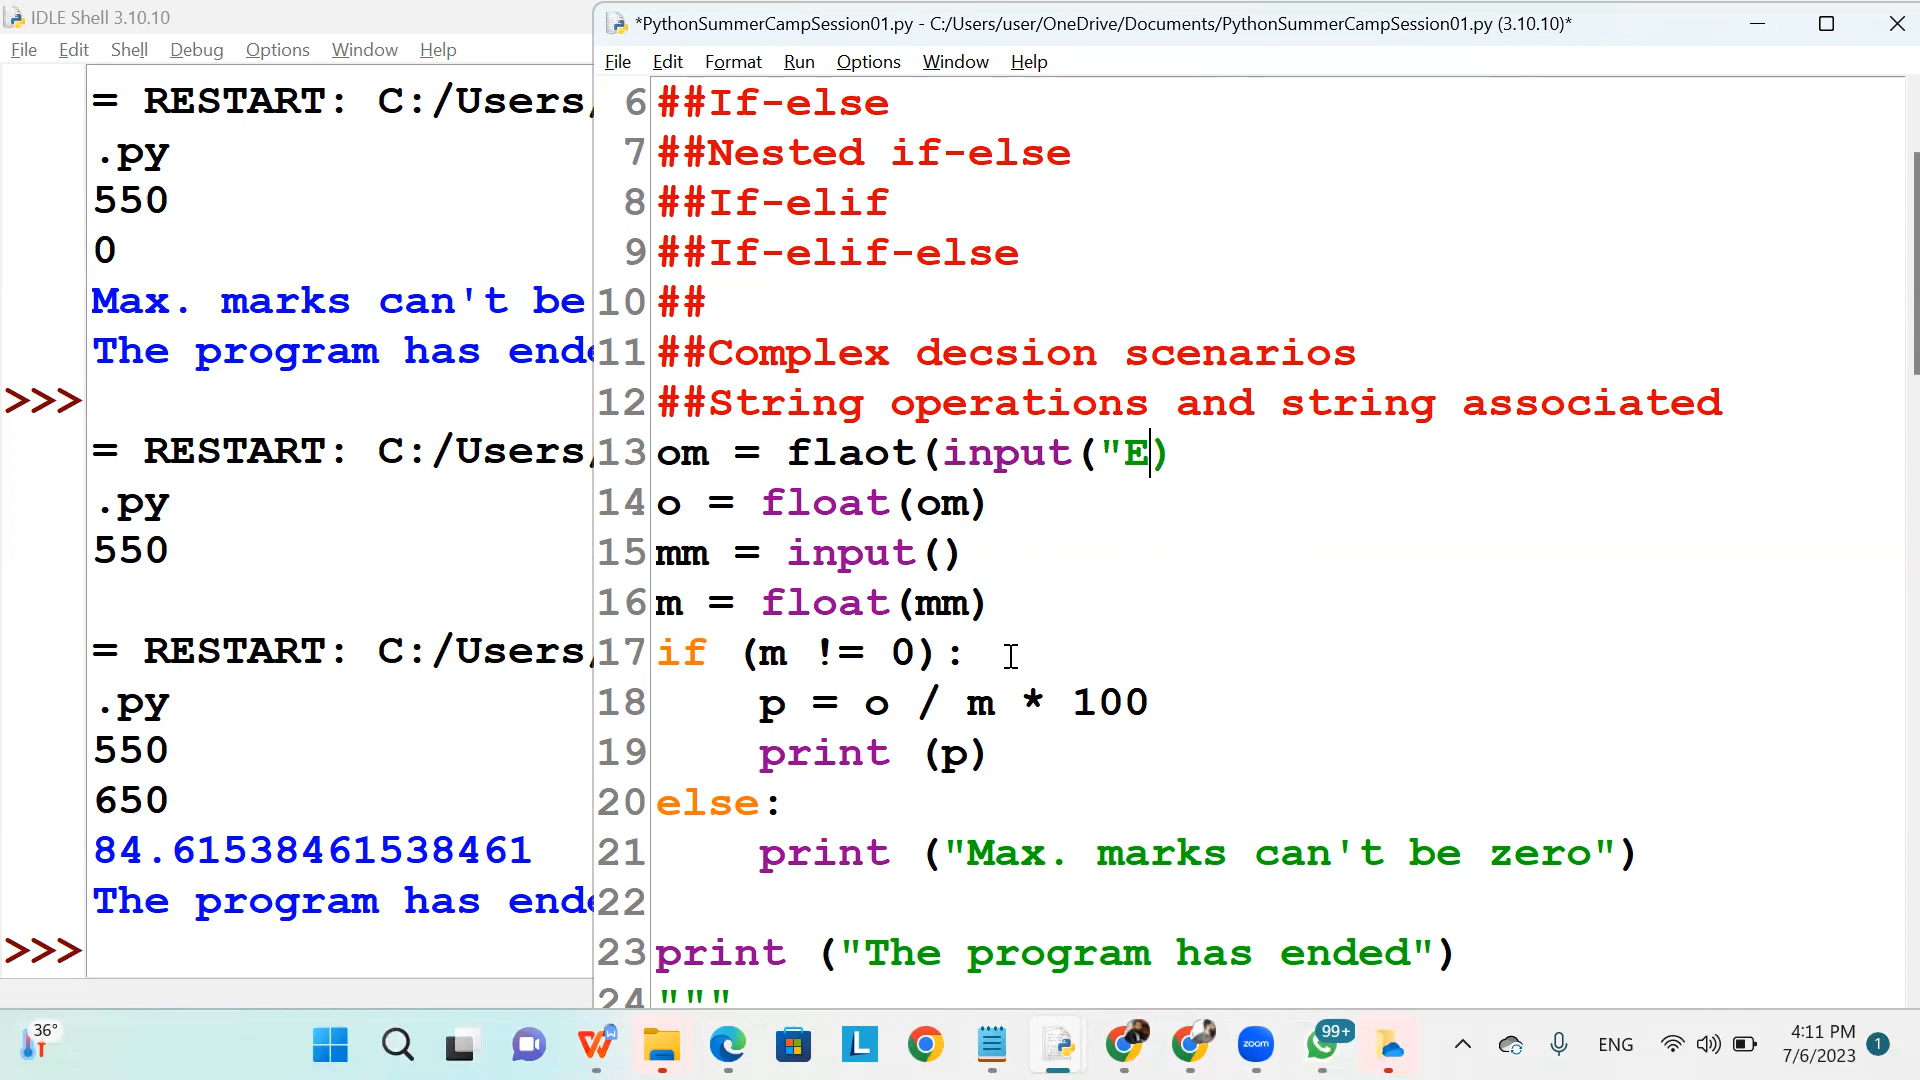 IDLE Shell 3.10.10
File Edit Shell Debug Options Window Help
= RESTART: C:/Users/
.py
550
0
Max. marks can't be
The program has ende
>>>
= RESTART: C:/Users/
.py
550
= RESTART: C:/Users/
.py
550
650
84.61538461538461
The program has ende
>>>
*PythonSummerCampSession01.py - C:/Users/user/OneDrive/Documents/PythonSummerCampSession01.py (3.10.10)*
File Edit Format Run Options Window Help
6 ##If-else
7 ##Nested if-else
8 ##If-elif
9 ##If-elif-else
10 ##
11 ##Complex decsion scenarios
12 ##String operations and string associated
13 om = flaot(input("E)
14 o = float(om)
15 mm = input()
16 m = float(mm)
17 if (m != 0):
18     p = o / m * 100
19     print (p)
20 else:
21     print ("Max. marks can't be zero")
22
23 print ("The program has ended")
24 """
36°
W
L
zoom
99+
ENG
4:11 PM
7/6/2023
1